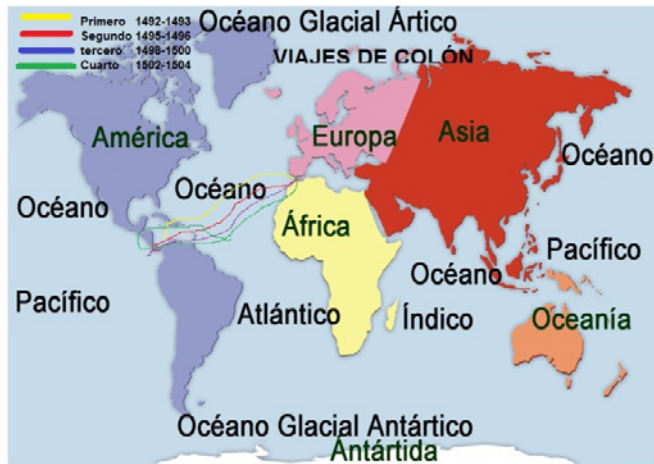 Primero 1492-1493
Segundo 1495-1496
tercero 1498-1500
Cuarto 1502-1504
Océano Glacial Ártico
VIAJES DE COLÓN
América
Europa
Asia
Océano
Océano
Océano
África
Pacífico
Océano
Pacífico
Atlántico
Índico
Oceanía
Océano Glacial Antártico
Antártida